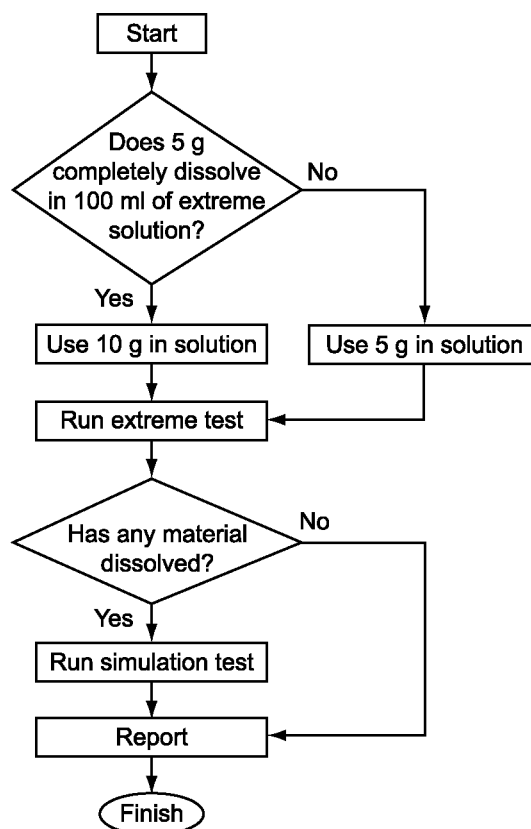 Start
Does 5 g
completely dissolve
in 100 ml of extreme
solution?
No
Yes
Use 10 g in solution
Use 5 g in solution
Run extreme test
Has any material
dissolved?
No
Yes
Run simulation test
Report
Finish